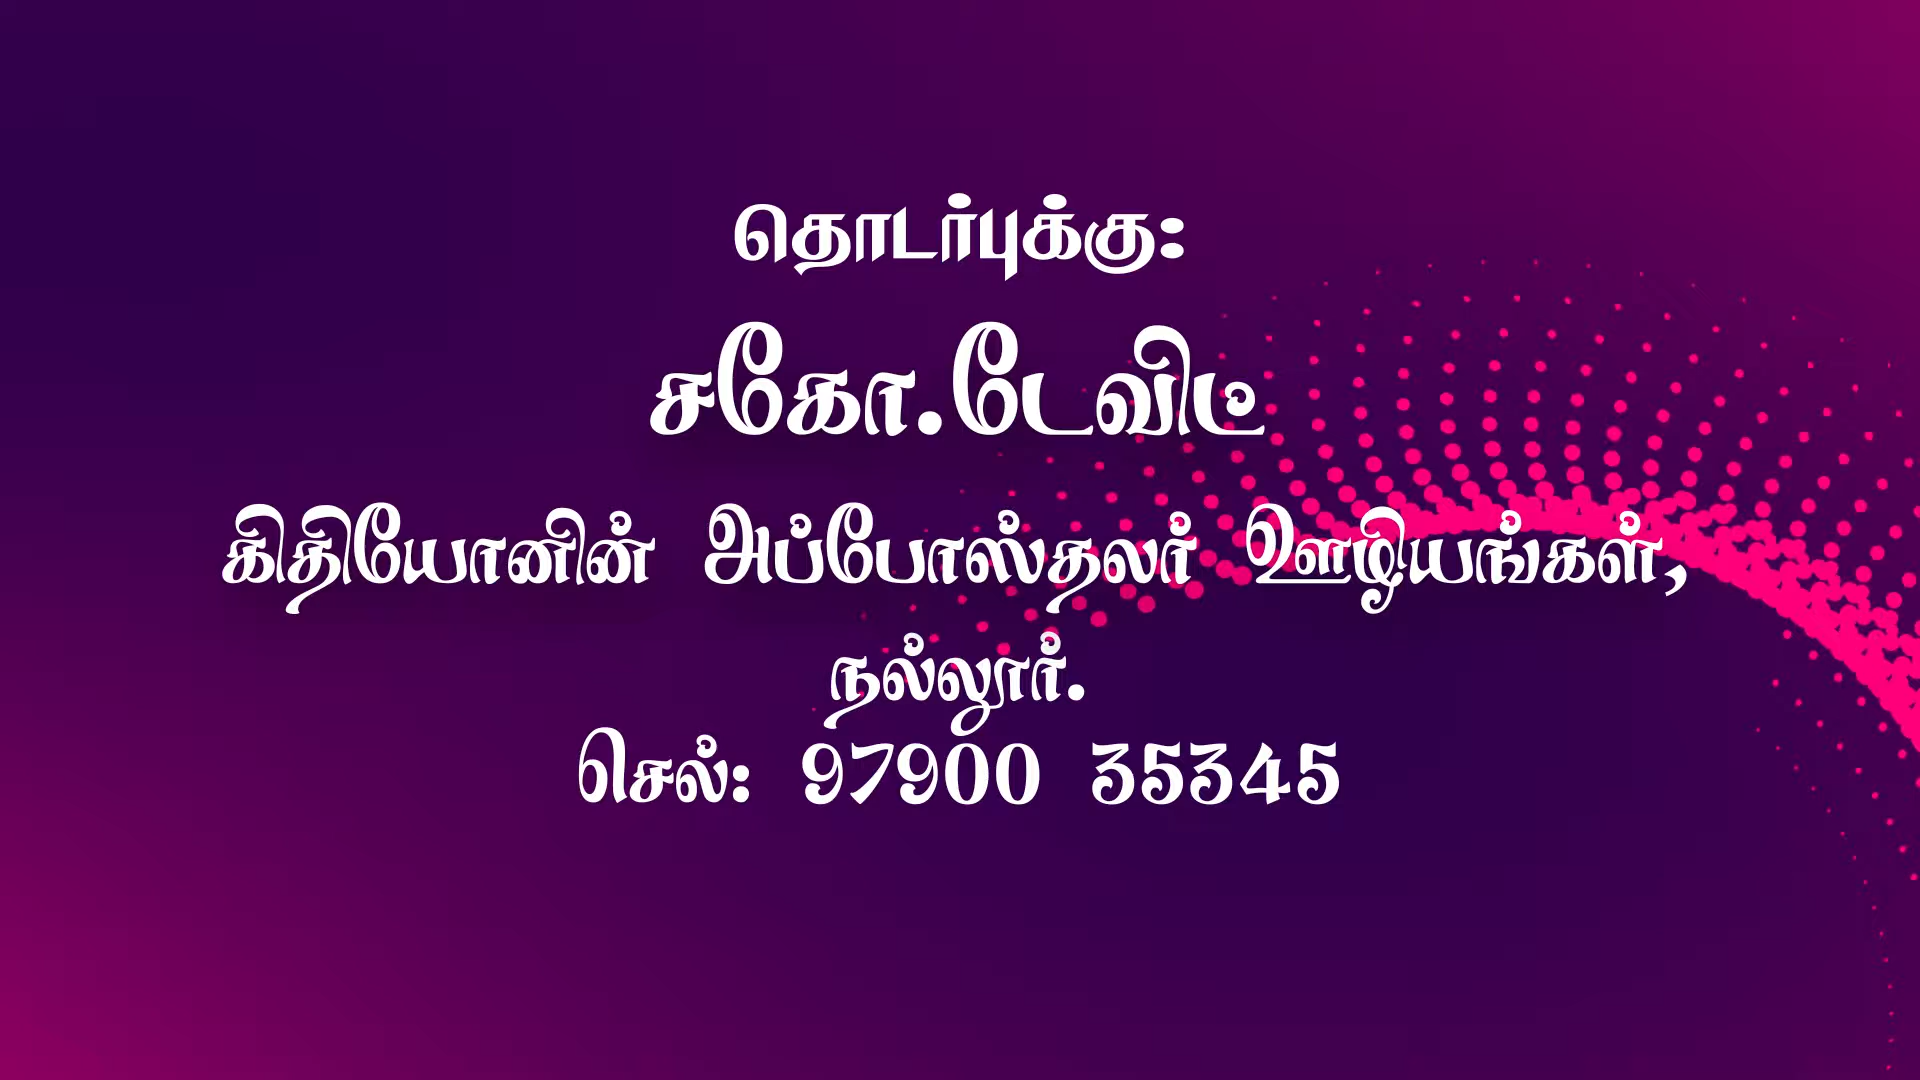 தொடர்புக்கு:
சகோ.டேவிட்
கிதியோனின் அப்போஸ்தலர் ஊழியங்கள்,
நல்லூர்.
செல்: 97900 35345